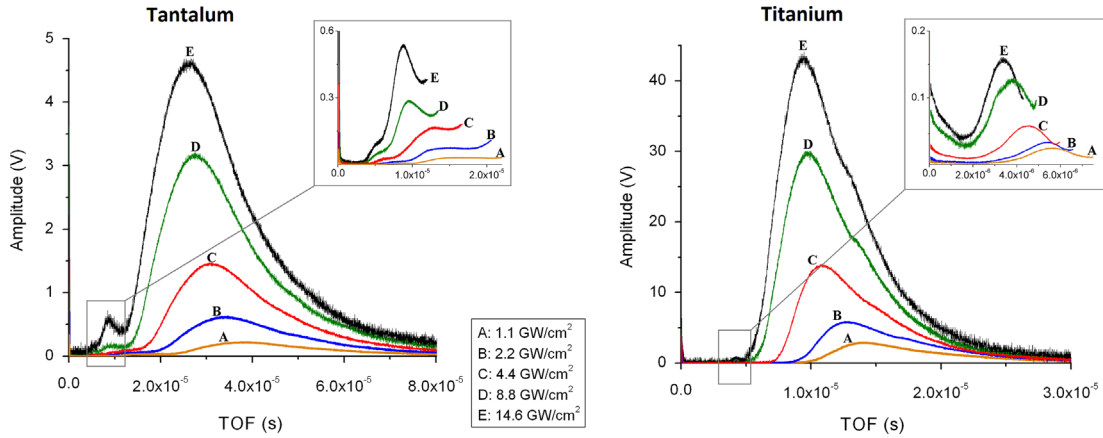 Tantalum
5
4
3
2
1
0
Amplitude (V)
0.0
2.0x10⁻⁵
4.0x10⁻⁵
6.0x10⁻⁵
8.0x10⁻⁵
TOF (s)
E
D
C
B
A
0.6
0.3
0.0
1.0x10⁻⁵
2.0x10⁻⁵
E
D
C
B
A
A: 1.1 GW/cm²
B: 2.2 GW/cm²
C: 4.4 GW/cm²
D: 8.8 GW/cm²
E: 14.6 GW/cm²
Titanium
40
30
20
10
0
Amplitude (V)
0.0
1.0x10⁻⁵
2.0x10⁻⁵
3.0x10⁻⁵
TOF (s)
E
D
C
B
A
0.2
0.1
0.0
2.0x10⁻⁶
4.0x10⁻⁶
6.0x10⁻⁶
E
D
C
B
A